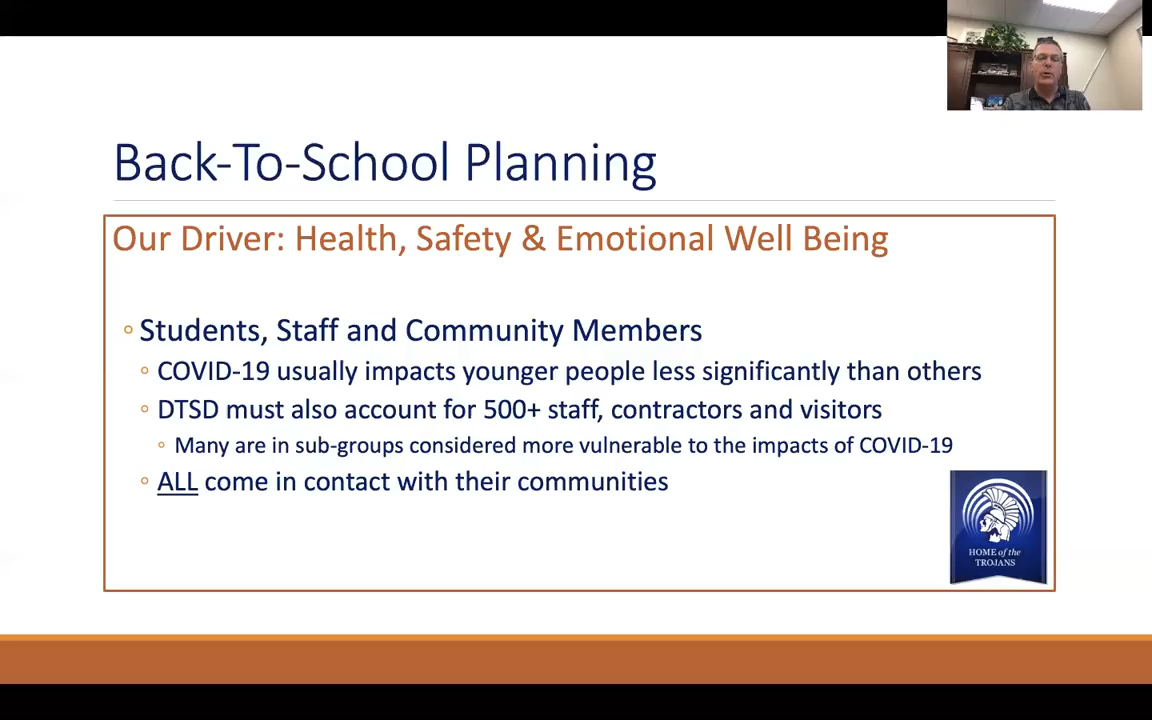 Back-To-School Planning
Our Driver: Health, Safety & Emotional Well Being
Students, Staff and Community Members
COVID-19 usually impacts younger people less significantly than others
DTSD must also account for 500+ staff, contractors and visitors
Many are in sub-groups considered more vulnerable to the impacts of COVID-19
ALL come in contact with their communities
HOME of the
TROJANS